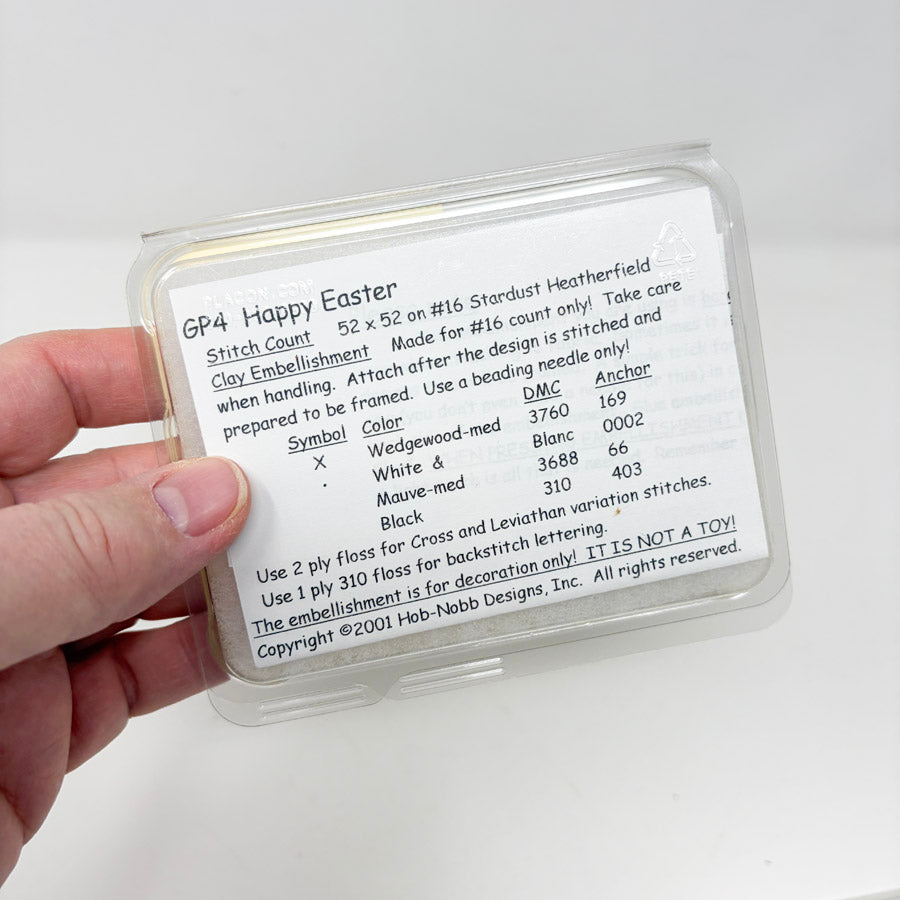 PLACON.COM
GP4 Happy Easter
Stitch Count 52 x 52 on #16 Stardust Heatherfield
Clay Embellishment Made for #16 count only! Take care
when handling. Attach after the design is stitched and
prepared to be framed. Use a beading needle only!
Symbol Color DMC Anchor
X Wedgewood-med 3760 169
. White & Blanc 0002
Mauve-med 3688 66
Black 310 403
Use 2 ply floss for Cross and Leviathan variation stitches.
Use 1 ply 310 floss for backstitch lettering.
The embellishment is for decoration only! IT IS NOT A TOY!
Copyright ©2001 Hob-Nobb Designs, Inc. All rights reserved.